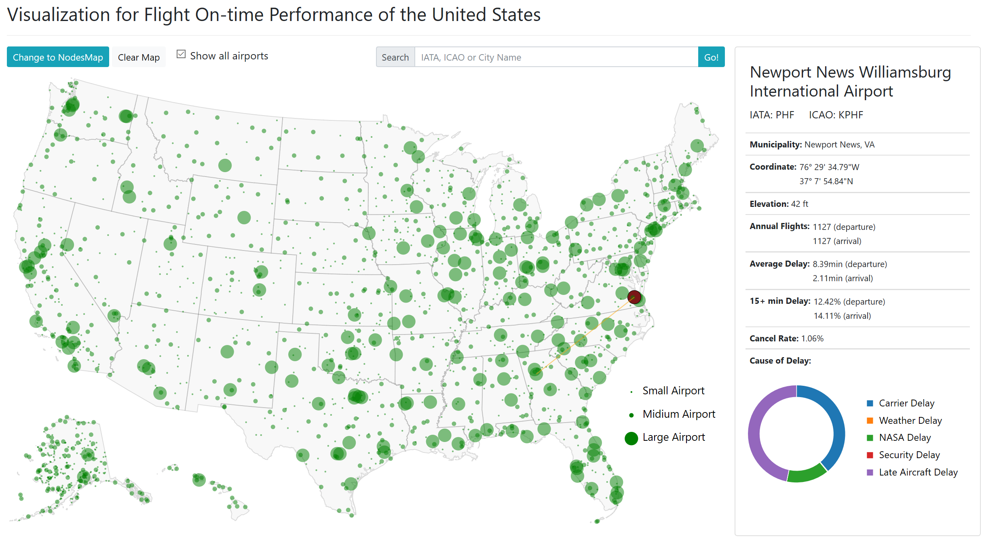 Visualization for Flight On-time Performance of the United States
Change to NodesMap
Clear Map
Show all airports
Search
IATA, ICAO or City Name
Go!
Newport News Williamsburg
International Airport
IATA: PHF ICAO: KPHF
Municipality: Newport News, VA
Coordinate: 76° 29' 34.79"W
37° 7' 54.84"N
Elevation: 42 ft
Annual Flights: 1127 (departure)
1127 (arrival)
Average Delay: 8.39min (departure)
2.11min (arrival)
15+ min Delay: 12.42% (departure)
14.11% (arrival)
Cancel Rate: 1.06%
Cause of Delay:
Small Airport
Midium Airport
Large Airport
Carrier Delay
Weather Delay
NASA Delay
Security Delay
Late Aircraft Delay